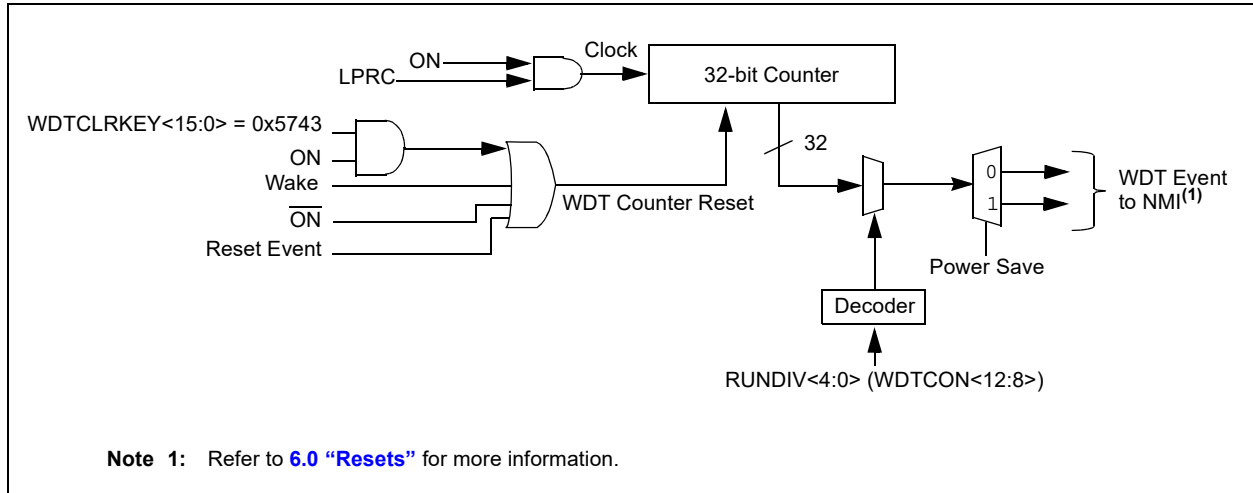 ON
LPRC
Clock
32-bit Counter
WDTCLRKEY<15:0> = 0x5743
ON
Wake
ON
Reset Event
WDT Counter Reset
32
0
1
WDT Event
to NMI(1)
Power Save
Decoder
RUNDIV<4:0> (WDTCON<12:8>)
Note 1: Refer to 6.0 “Resets” for more information.